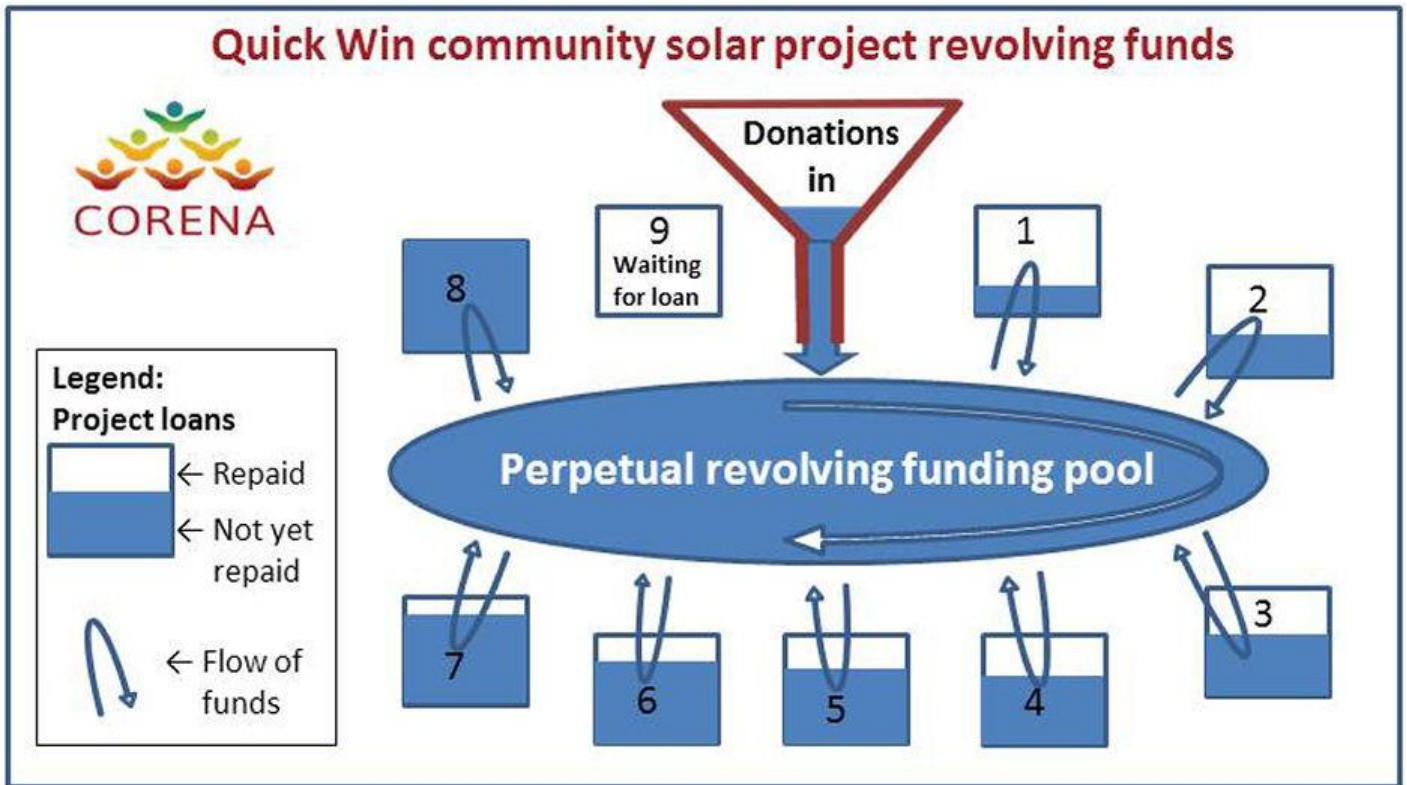 Quick Win community solar project revolving funds
CORENA
Donations
in
9
Waiting
for loan
1
8
2
Legend:
Project loans
← Repaid
← Not yet
repaid
← Flow of
funds
Perpetual revolving funding pool
3
7
6
5
4